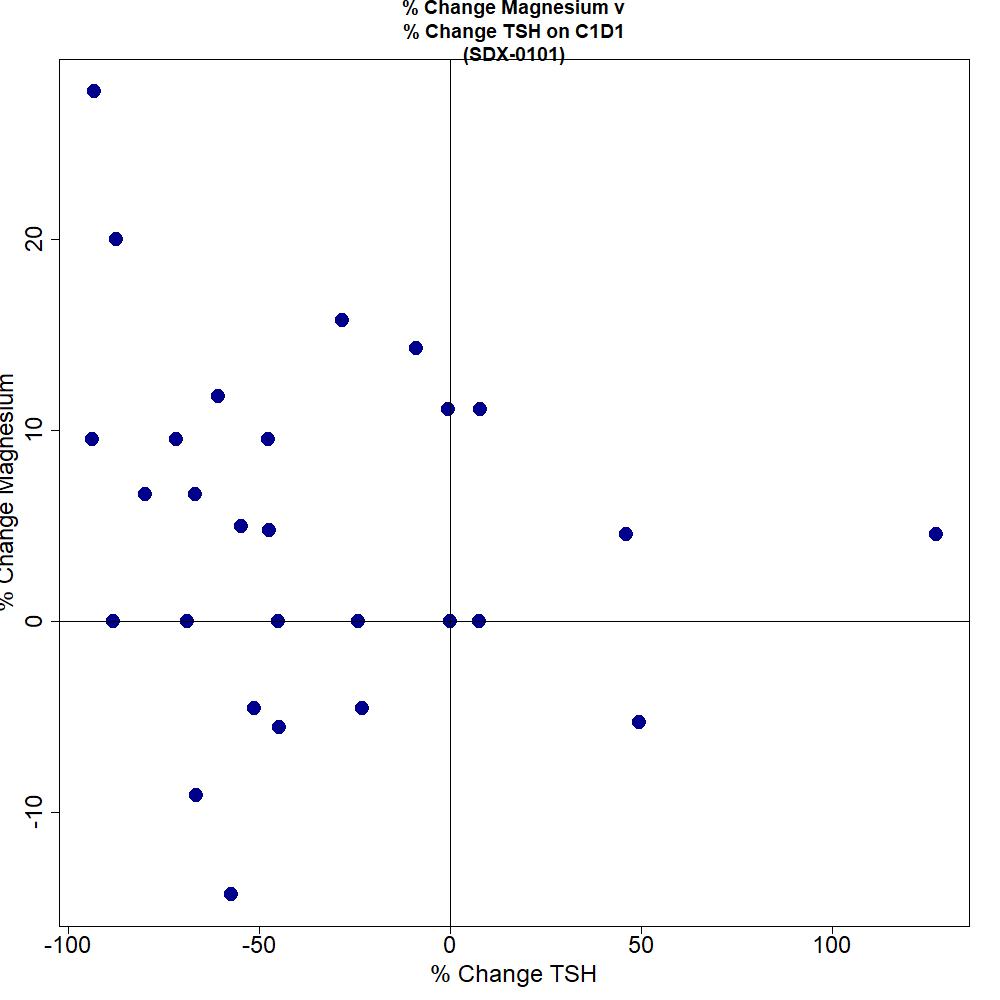 % Change Magnesium v
% Change TSH on C1D1
(SDX-0101)
% Change Magnesium
20
10
0
-10
-100
-50
0
50
100
% Change TSH